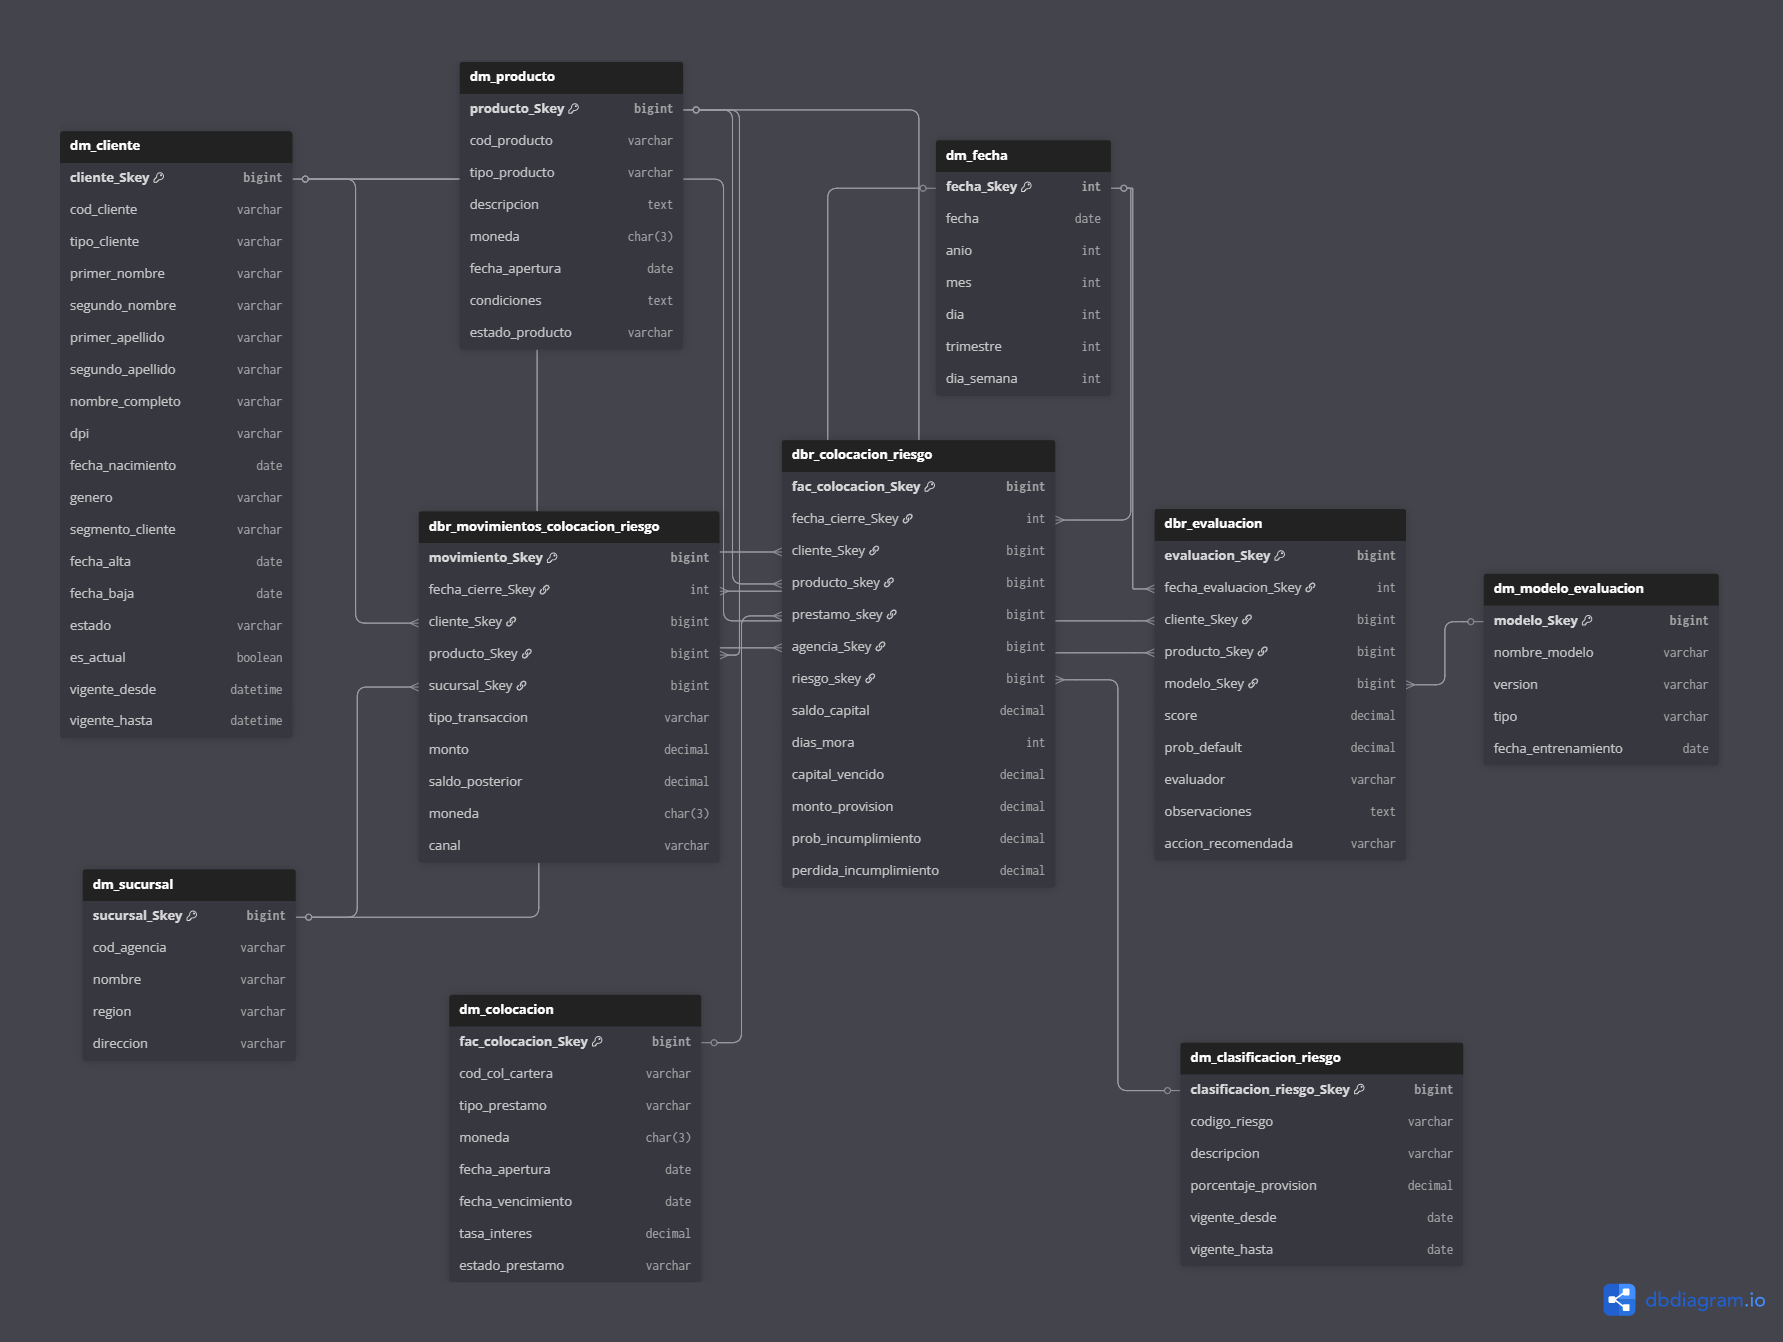 dm_producto
producto_Skey bigint
cod_producto varchar
tipo_producto varchar
descripcion text
moneda char(3)
fecha_apertura date
condiciones text
estado_producto varchar
dm_cliente
cliente_Skey bigint
cod_cliente varchar
tipo_cliente varchar
primer_nombre varchar
segundo_nombre varchar
primer_apellido varchar
segundo_apellido varchar
nombre_completo varchar
dpi varchar
fecha_nacimiento date
genero varchar
segmento_cliente varchar
fecha_alta date
fecha_baja date
estado varchar
es_actual boolean
vigente_desde datetime
vigente_hasta datetime
dm_fecha
fecha_Skey int
fecha date
anio int
mes int
dia int
trimestre int
dia_semana int
dbr_colocacion_riesgo
fac_colocacion_Skey bigint
fecha_cierre_Skey int
cliente_Skey bigint
producto_skey bigint
prestamo_skey bigint
agencia_Skey bigint
riesgo_skey bigint
saldo_capital decimal
dias_mora int
capital_vencido decimal
monto_provision decimal
prob_incumplimiento decimal
perdida_incumplimiento decimal
dbr_movimientos_colocacion_riesgo
movimiento_Skey bigint
fecha_cierre_Skey int
cliente_Skey bigint
producto_Skey bigint
sucursal_Skey bigint
tipo_transaccion varchar
monto decimal
saldo_posterior decimal
moneda char(3)
canal varchar
dbr_evaluacion
evaluacion_Skey bigint
fecha_evaluacion_Skey int
cliente_Skey bigint
producto_Skey bigint
modelo_Skey bigint
score decimal
prob_default decimal
evaluador varchar
observaciones text
accion_recomendada varchar
dm_modelo_evaluacion
modelo_Skey bigint
nombre_modelo varchar
version varchar
tipo varchar
fecha_entrenamiento date
dm_sucursal
sucursal_Skey bigint
cod_agencia varchar
nombre varchar
region varchar
direccion varchar
dm_colocacion
fac_colocacion_Skey bigint
cod_col_cartera varchar
tipo_prestamo varchar
moneda char(3)
fecha_apertura date
fecha_vencimiento date
tasa_interes decimal
estado_prestamo varchar
dm_clasificacion_riesgo
clasificacion_riesgo_Skey bigint
codigo_riesgo varchar
descripcion varchar
porcentaje_provision decimal
vigente_desde date
vigente_hasta date
dbdiagram.io